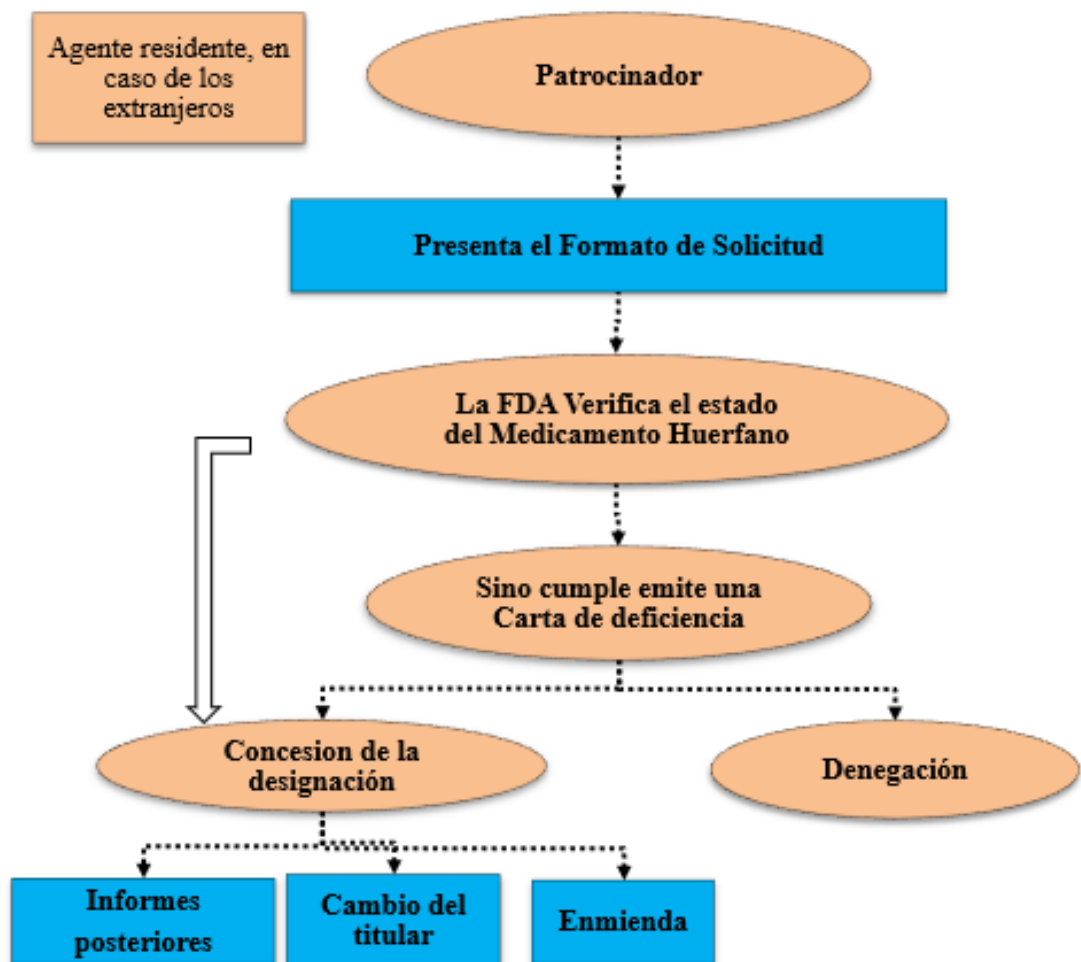 Agente residente, en
caso de los
extranjeros
Patrocinador
Presenta el Formato de Solicitud
La FDA Verifica el estado
del Medicamento Huerfano
Sino cumple emite una
Carta de deficiencia
Concesion de la
designación
Denegación
Informes
posteriores
Cambio del
titular
Enmienda